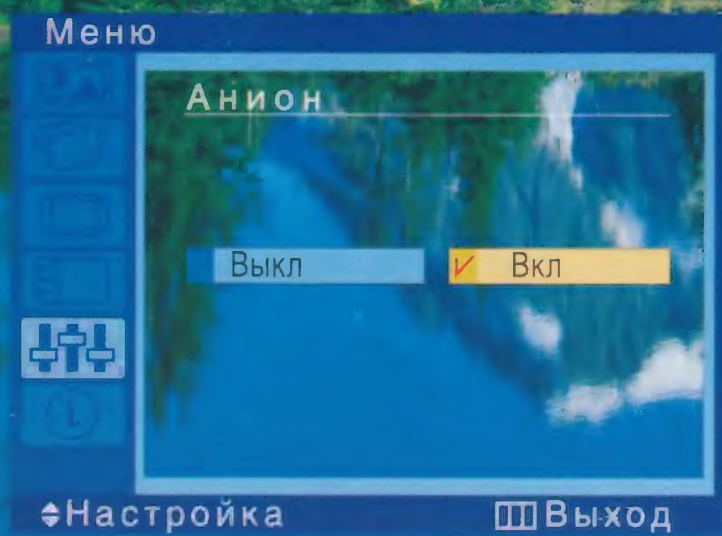 Меню
Анион
Выкл
Вкл
Настройка
Выход